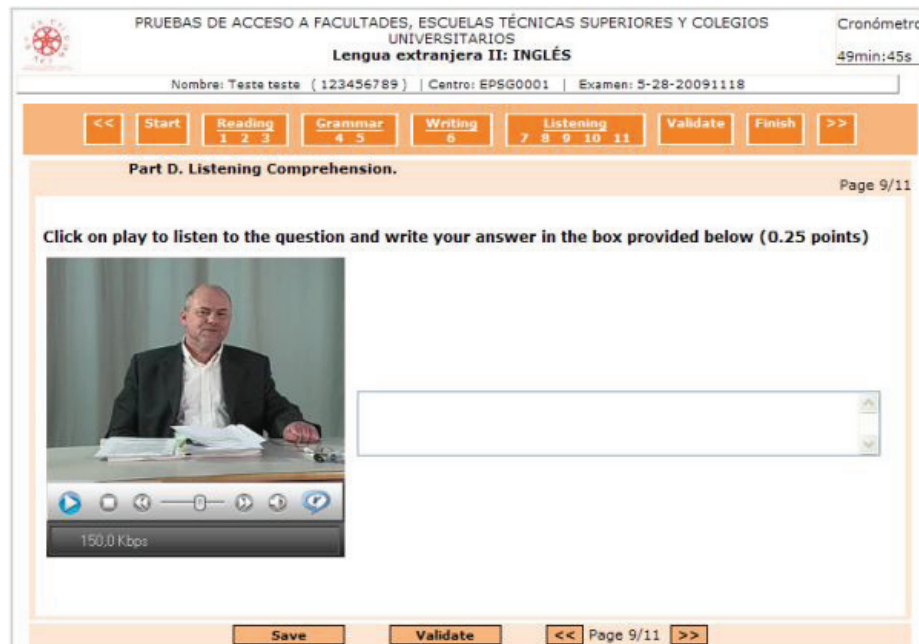 PRUEBAS DE ACCESO A FACULTADES, ESCUELAS TÉCNICAS SUPERIORES Y COLEGIOS
UNIVERSITARIOS
Lengua extranjera II: INGLÉS
Cronómetro
49min:45s
Nombre: Teste teste ( 123456789 ) | Centro: EPSG0001 | Examen: 5-28-20091118
<< Start Reading Grammar Writing Listening Validate Finish >>
1 2 3 4 5 6 7 8 9 10 11
Part D. Listening Comprehension.
Page 9/11
Click on play to listen to the question and write your answer in the box provided below (0.25 points)
150,0 Kbps
Save Validate << Page 9/11 >>